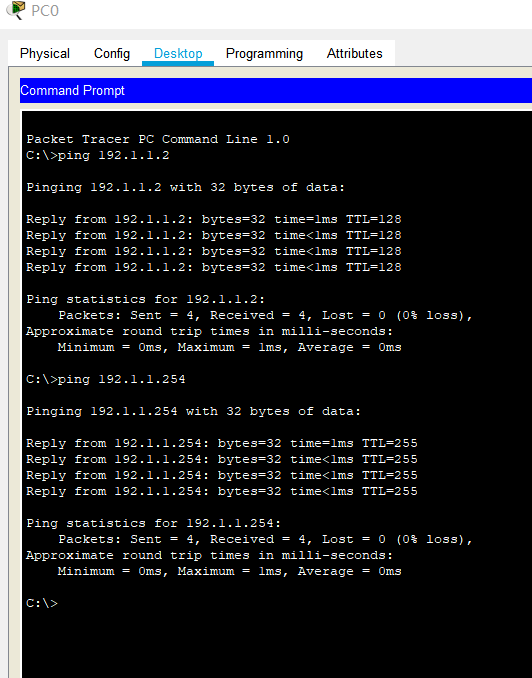 PC0
Physical Config Desktop Programming Attributes
Command Prompt
Packet Tracer PC Command Line 1.0
C:\>ping 192.1.1.2
Pinging 192.1.1.2 with 32 bytes of data:
Reply from 192.1.1.2: bytes=32 time=1ms TTL=128
Reply from 192.1.1.2: bytes=32 time<1ms TTL=128
Reply from 192.1.1.2: bytes=32 time<1ms TTL=128
Reply from 192.1.1.2: bytes=32 time<1ms TTL=128
Ping statistics for 192.1.1.2:
Packets: Sent = 4, Received = 4, Lost = 0 (0% loss),
Approximate round trip times in milli-seconds:
Minimum = 0ms, Maximum = 1ms, Average = 0ms
C:\>ping 192.1.1.254
Pinging 192.1.1.254 with 32 bytes of data:
Reply from 192.1.1.254: bytes=32 time=1ms TTL=255
Reply from 192.1.1.254: bytes=32 time<1ms TTL=255
Reply from 192.1.1.254: bytes=32 time<1ms TTL=255
Reply from 192.1.1.254: bytes=32 time<1ms TTL=255
Ping statistics for 192.1.1.254:
Packets: Sent = 4, Received = 4, Lost = 0 (0% loss),
Approximate round trip times in milli-seconds:
Minimum = 0ms, Maximum = 1ms, Average = 0ms
C:\>